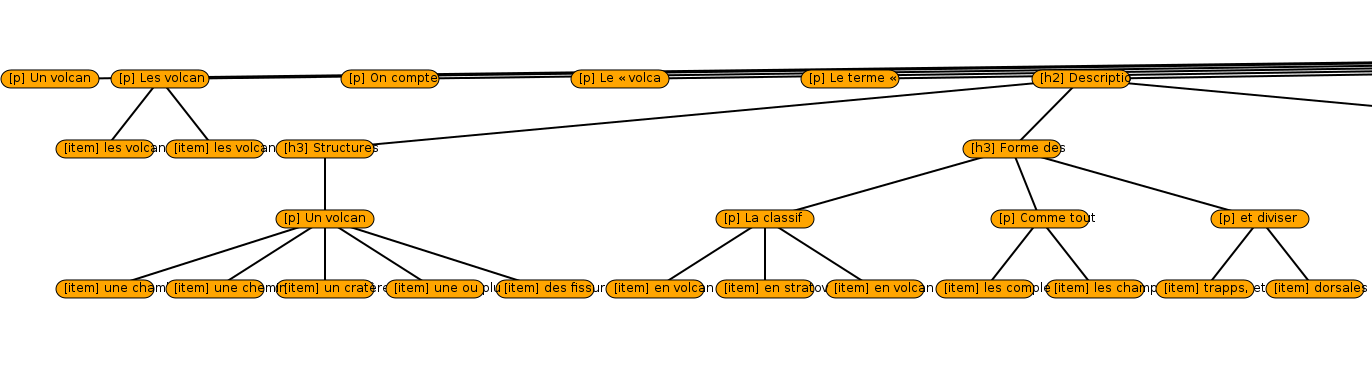 [p] Un volcan
[p] Les volcan
[p] On compte
[p] Le « volca
[p] Le terme «
[h2] Descriptio
[item] les volcan
[item] les volcan
[h3] Structures
[h3] Forme des
[p] Un volcan
[p] La classif
[p] Comme tout
[p] et diviser
[item] une cham
[item] une chemin
[item] un cratère
[item] une ou plu
[item] des fissur
[item] en volcan
[item] en stratov
[item] en volcan
[item] les comple
[item] les champ
[item] trapps, et
[item] dorsales